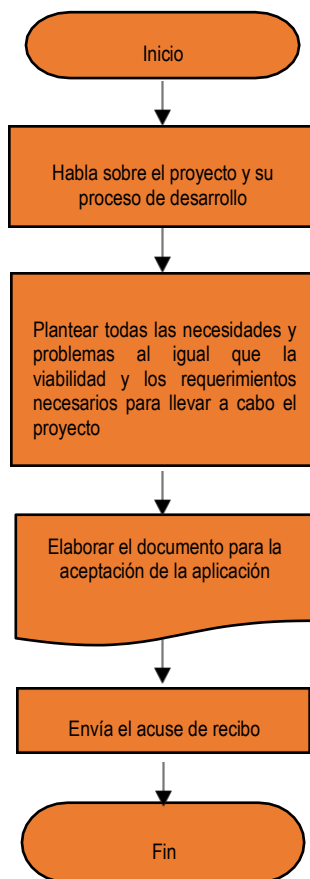 Inicio
Habla sobre el proyecto y su
proceso de desarrollo
Plantear todas las necesidades y
problemas al igual que la
viabilidad y los requerimientos
necesarios para llevar a cabo el
proyecto
Elaborar el documento para la
aceptación de la aplicación
Envía el acuse de recibo
Fin